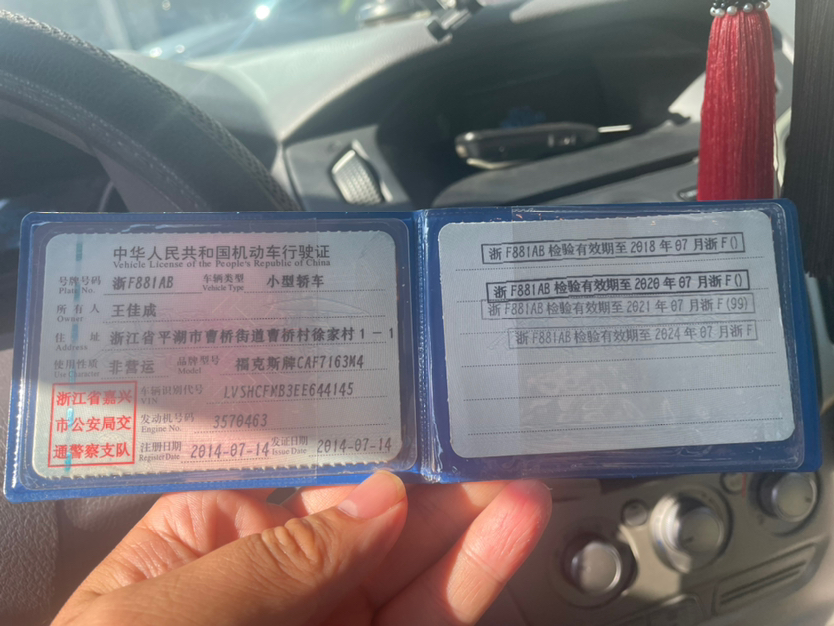 中华人民共和国机动车行驶证
Vehicle License of the People's Republic of China
号牌号码 浙F881AB 车辆类型 小型轿车
Plate No. Vehicle Type
所有人 王佳成
Owner
住址 浙江省平湖市曹桥街道曹桥村徐家村1-1
Address
使用性质 非营运 品牌型号 福克斯牌CAF7163M4
Use Character Model
浙江省嘉兴
市公安局交
通警察支队
车辆识别代号 LVSHCFMB3EE644145
VIN
发动机号码 3570463
Engine No.
注册日期 2014-07-14 发证日期 2014-07-14
Register Date Issue Date
浙F881AB检验有效期至2018年07月浙F()
浙F881AB检验有效期至2020年07月浙F()
浙F881AB检验有效期至2021年07月浙F(99)
浙F881AB检验有效期至2024年07月浙F